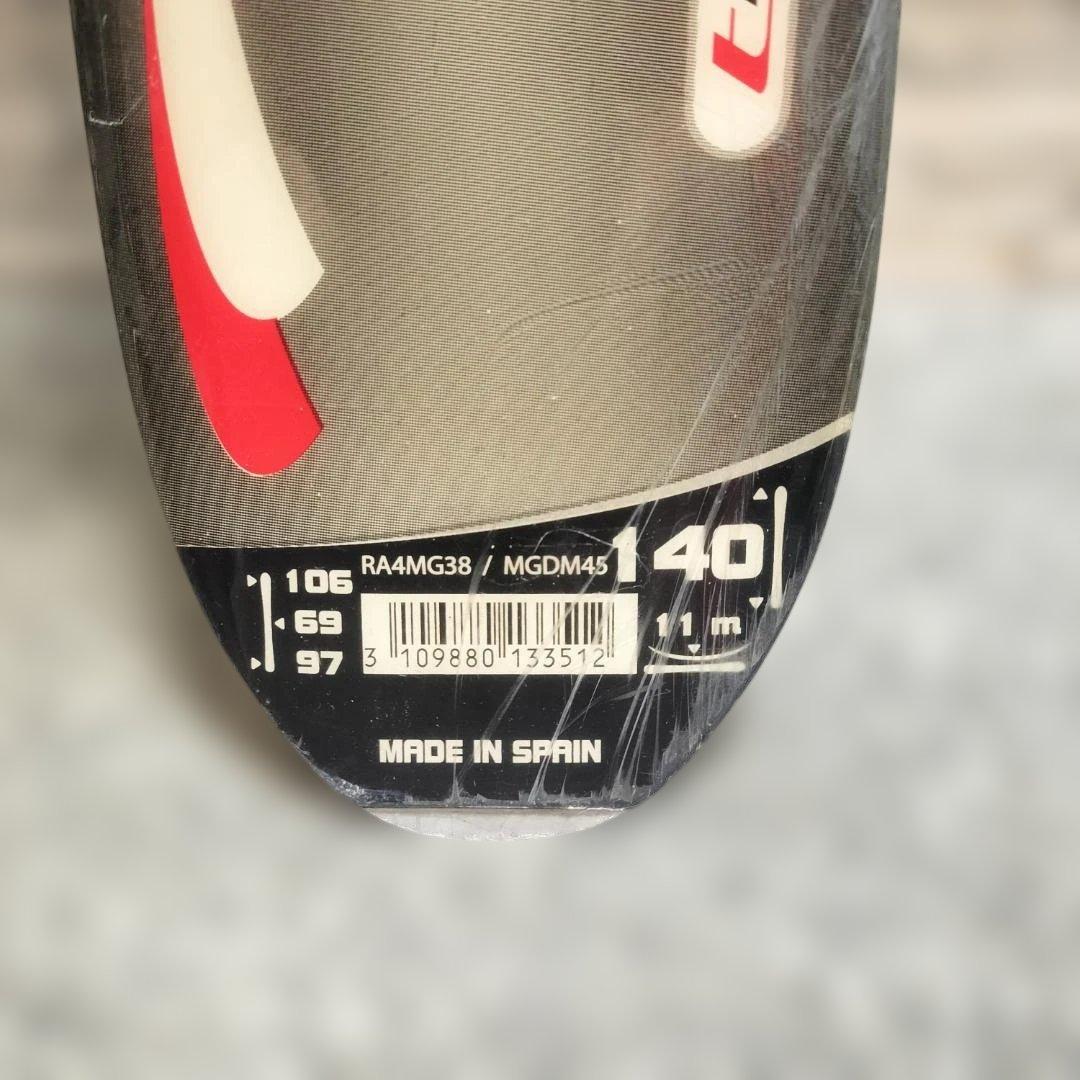 RA4MG38 / MGDM45
140
106
69
97
11 m
3 109880 133512
MADE IN SPAIN